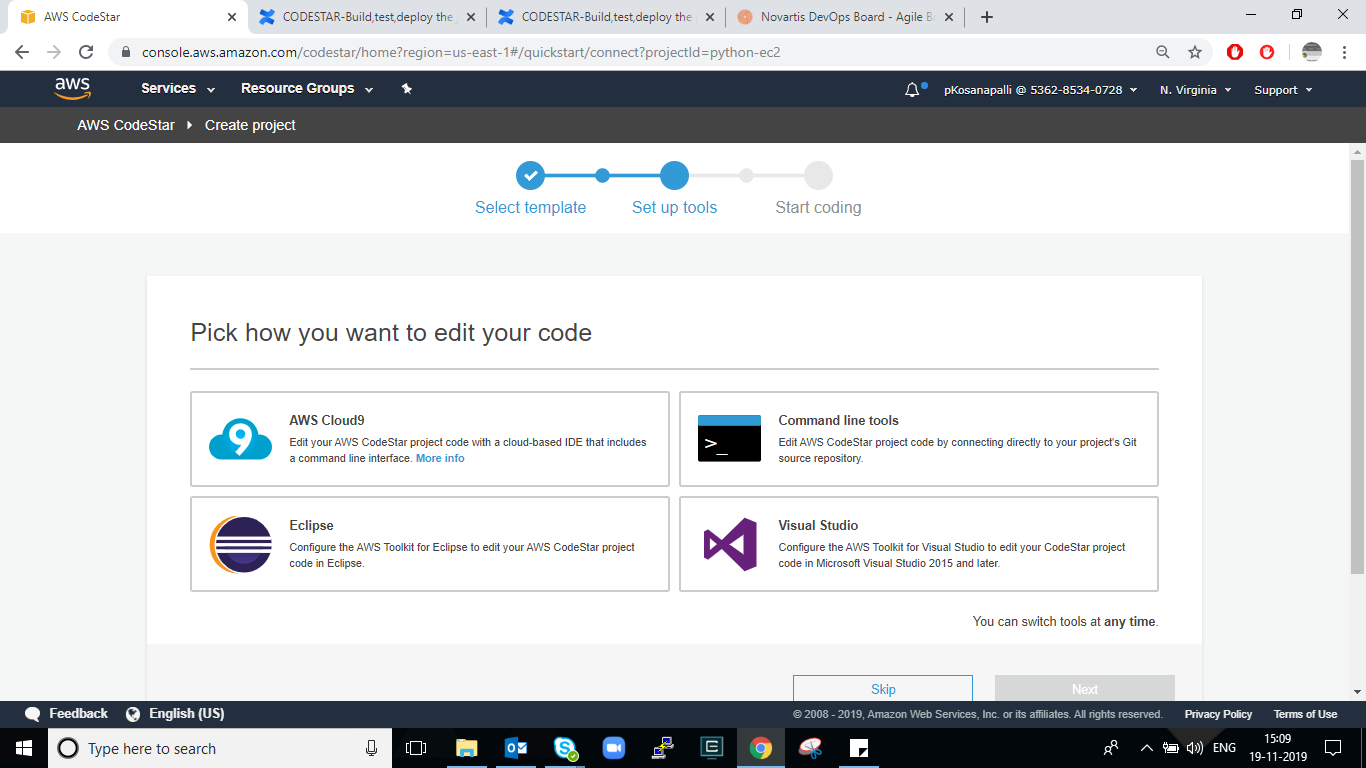 AWS CodeStar
CODESTAR-Build,test,deploy the
CODESTAR-Build,test,deploy the
Novartis DevOps Board - Agile B
console.aws.amazon.com/codestar/home?region=us-east-1#/quickstart/connect?projectId=python-ec2
aws
Services
Resource Groups
pKosanapalli @ 5362-8534-0728
N. Virginia
Support
AWS CodeStar
Create project
Select template
Set up tools
Start coding
Pick how you want to edit your code
9
AWS Cloud9
Edit your AWS CodeStar project code with a cloud-based IDE that includes
a command line interface. More info
>_
Command line tools
Edit AWS CodeStar project code by connecting directly to your project's Git
source repository.
Eclipse
Configure the AWS Toolkit for Eclipse to edit your AWS CodeStar project
code in Eclipse.
Visual Studio
Configure the AWS Toolkit for Visual Studio to edit your CodeStar project
code in Microsoft Visual Studio 2015 and later.
You can switch tools at any time.
Skip
Next
Feedback
English (US)
© 2008 - 2019, Amazon Web Services, Inc. or its affiliates. All rights reserved.
Privacy Policy
Terms of Use
Type here to search
ENG
15:09
19-11-2019